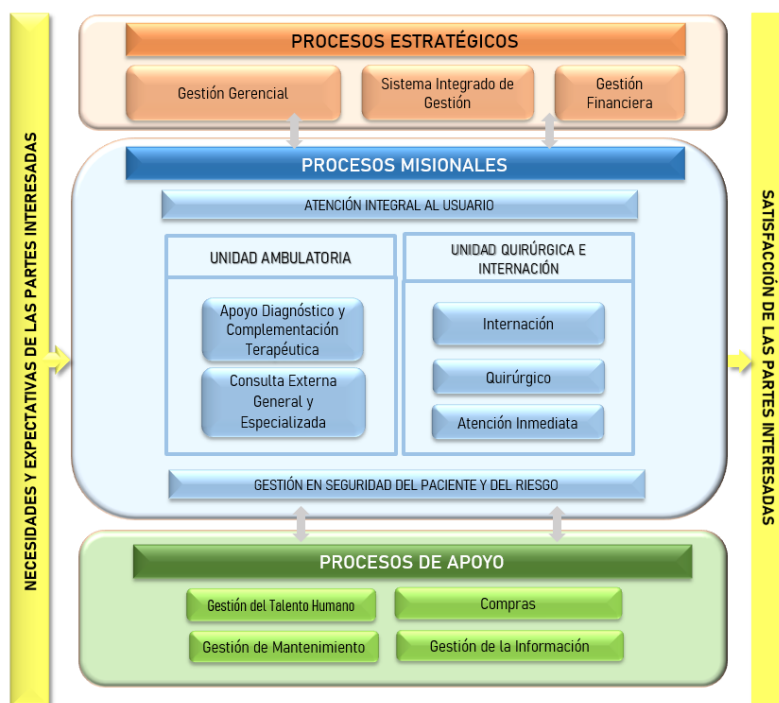 NECESIDADES Y EXPECTATIVAS DE LAS PARTES INTERESADAS
PROCESOS ESTRATÉGICOS
Gestión Gerencial
Sistema Integrado de
Gestión
Gestión
Financiera
PROCESOS MISIONALES
ATENCIÓN INTEGRAL AL USUARIO
UNIDAD AMBULATORIA
Apoyo Diagnóstico y
Complementación
Terapéutica
Consulta Externa
General y
Especializada
UNIDAD QUIRÚRGICA E
INTERNACIÓN
Internación
Quirúrgico
Atención Inmediata
GESTIÓN EN SEGURIDAD DEL PACIENTE Y DEL RIESGO
PROCESOS DE APOYO
Gestión del Talento Humano
Compras
Gestión de Mantenimiento
Gestión de la Información
SATISFACCIÓN DE LAS PARTES INTERESADAS